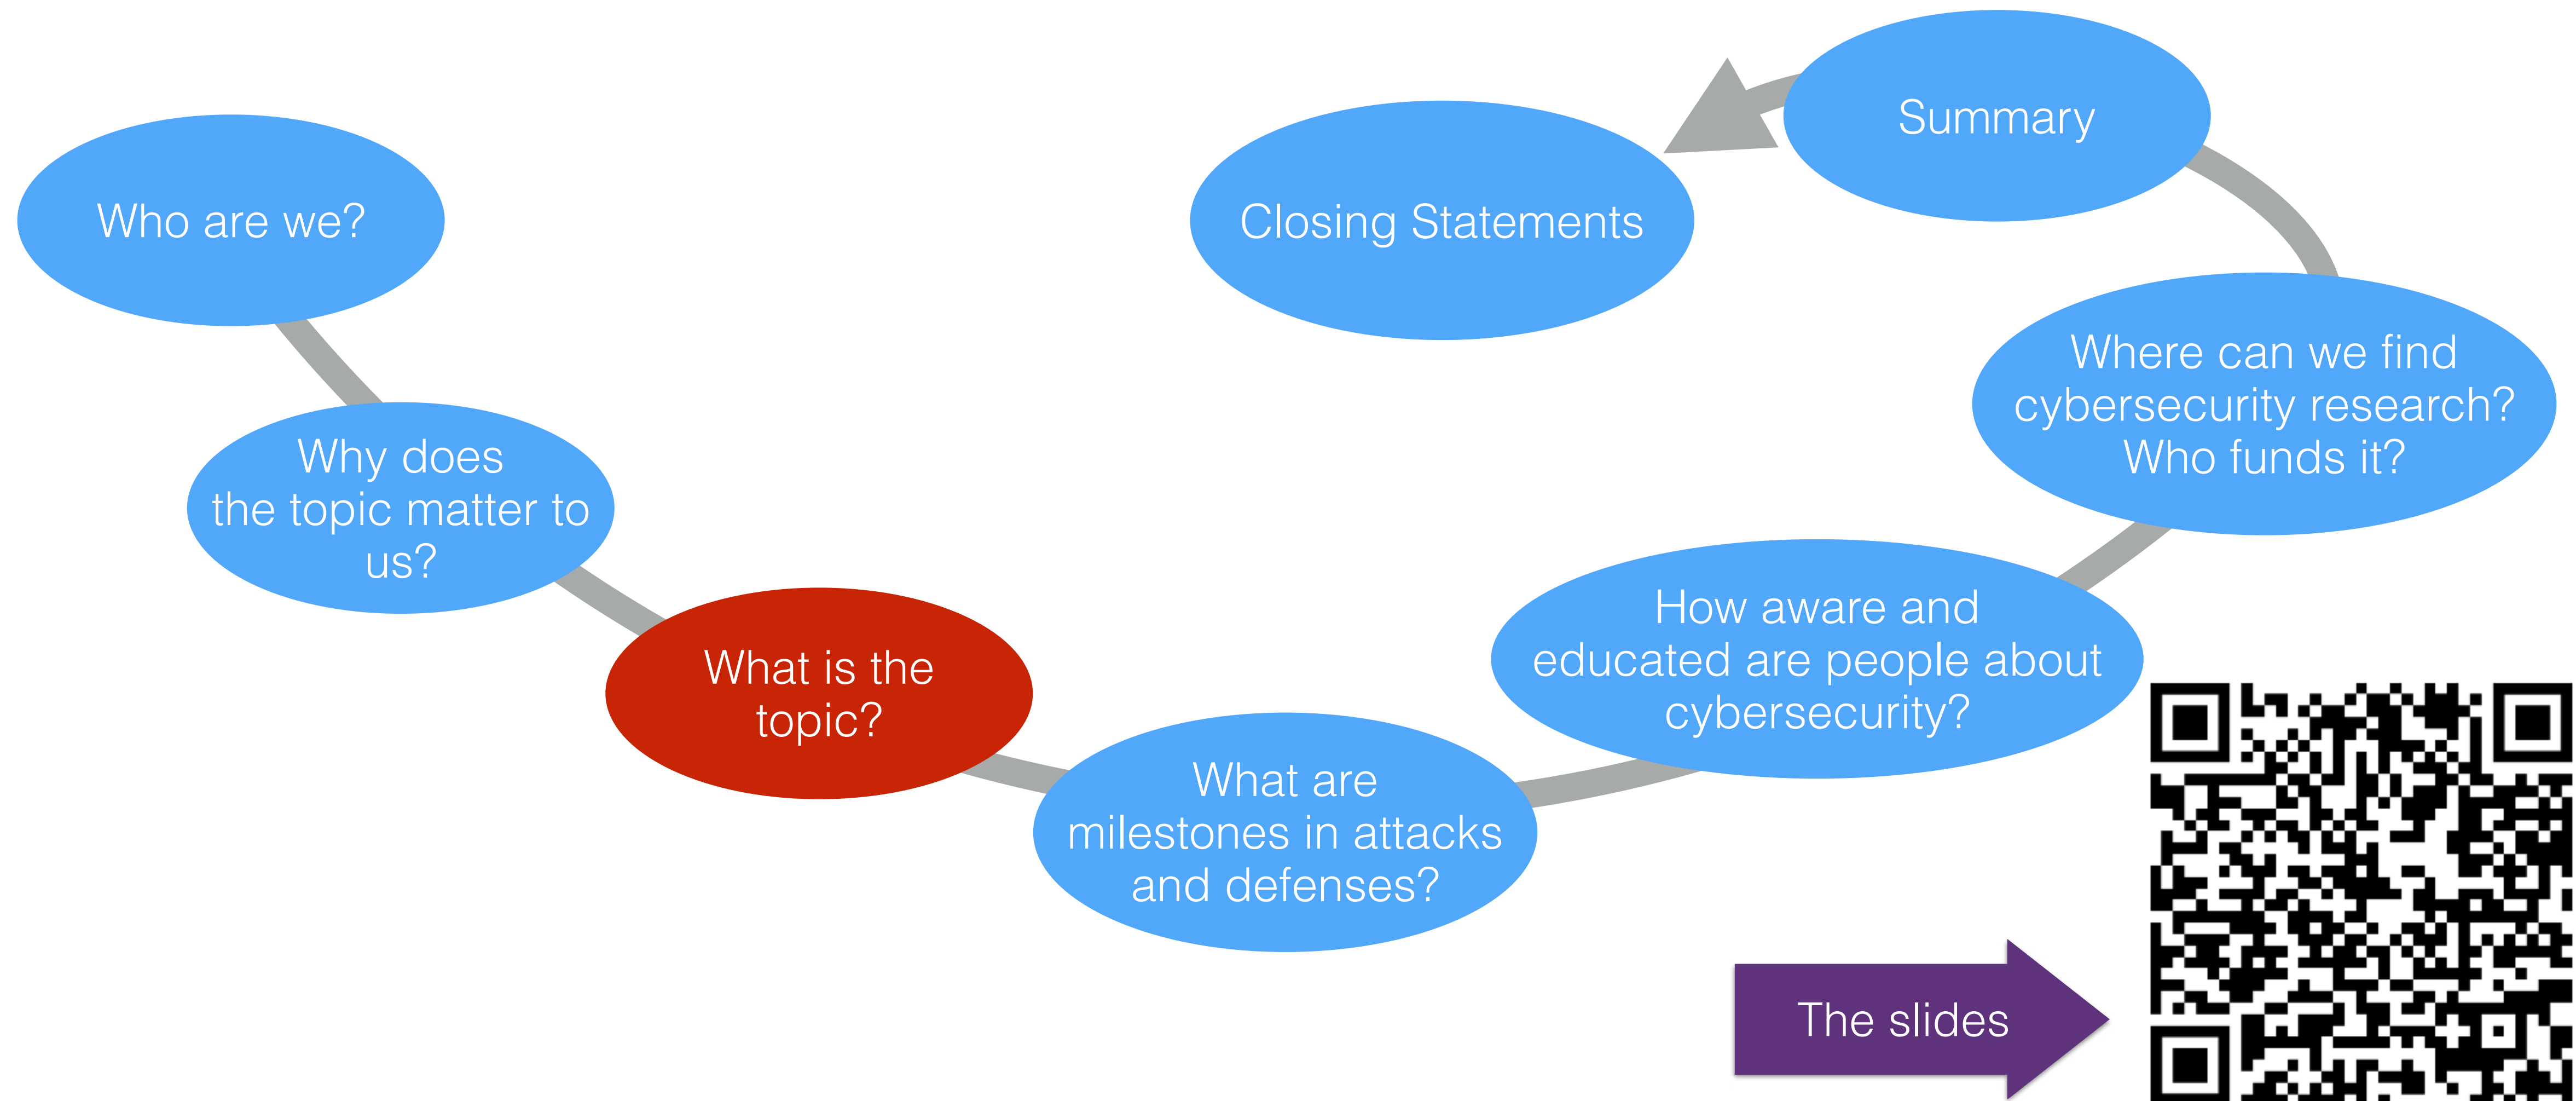 Who are we?
Why does
the topic matter to
us?
What is the
topic?
What are
milestones in attacks
and defenses?
How aware and
educated are people about
cybersecurity?
Where can we find
cybersecurity research?
Who funds it?
Summary
Closing Statements
The slides